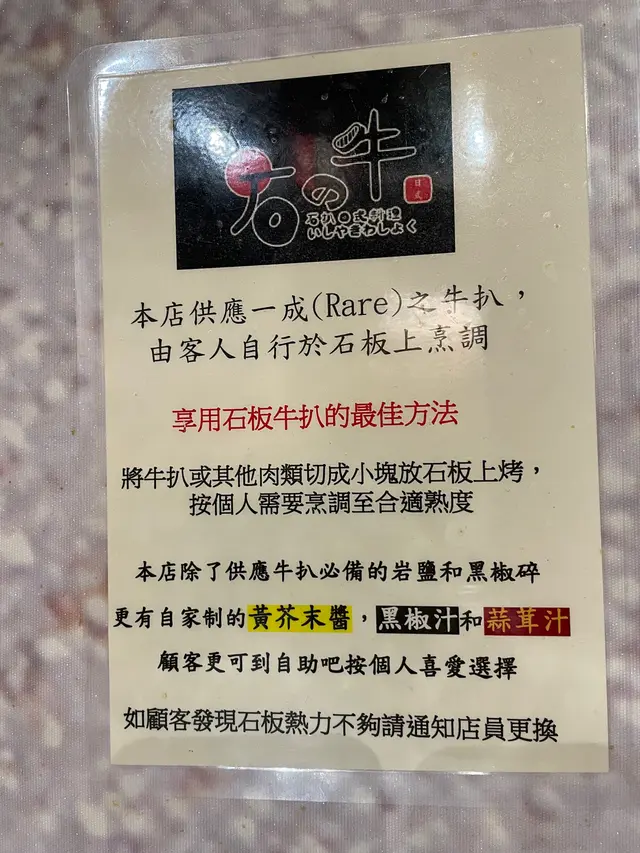 石の牛
日式
石扒日式料理
いしやきわしょく
本店供應一成(Rare)之牛扒，
由客人自行於石板上烹調
享用石板牛扒的最佳方法
將牛扒或其他肉類切成小塊放石板上烤，
按個人需要烹調至合適熟度
本店除了供應牛扒必備的岩鹽和黑椒碎
更有自家制的黃芥末醬，黑椒汁和蒜茸汁
顧客更可到自助吧按個人喜愛選擇
如顧客發現石板熱力不夠請通知店員更換